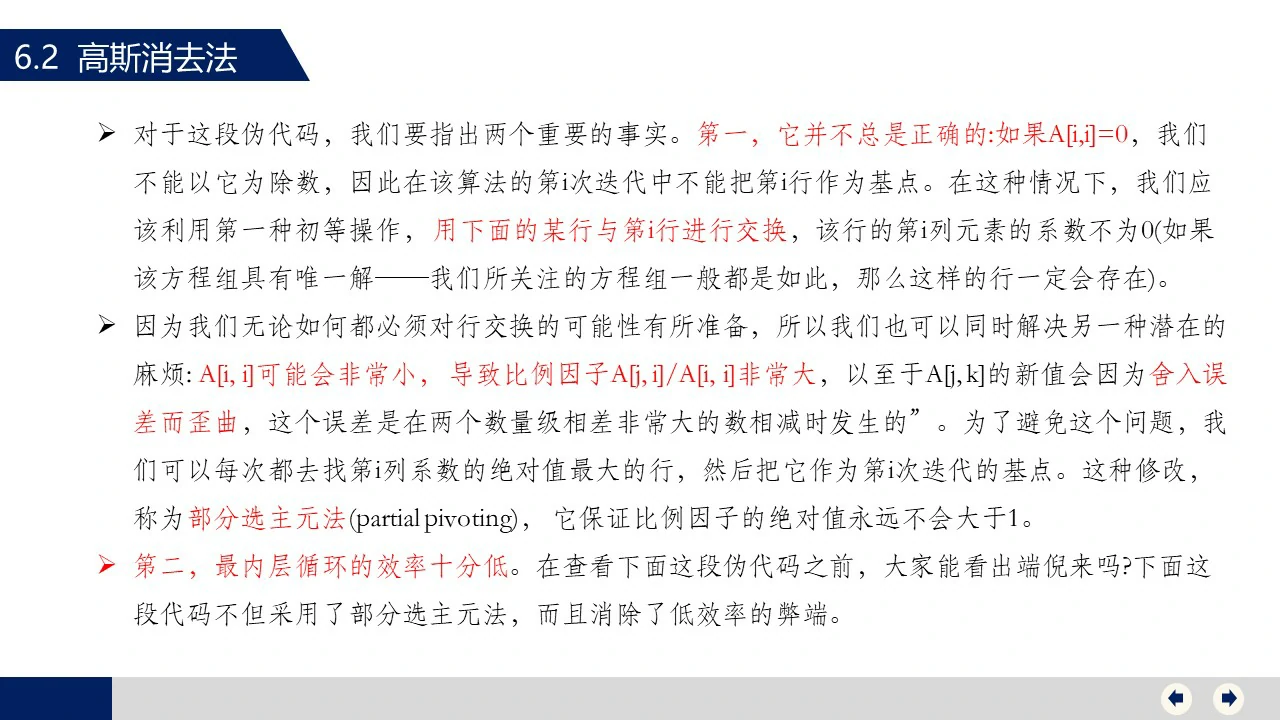 6.2 高斯消去法
➢ 对于这段伪代码，我们要指出两个重要的事实。第一，它并不总是正确的:如果A[i,i]=0，我们
不能以它为除数，因此在该算法的第i次迭代中不能把第i行作为基点。在这种情况下，我们应
该利用第一种初等操作，用下面的某行与第i行进行交换，该行的第i列元素的系数不为0(如果
该方程组具有唯一解——我们所关注的方程组一般都是如此，那么这样的行一定会存在)。
➢ 因为我们无论如何都必须对行交换的可能性有所准备，所以我们也可以同时解决另一种潜在的
麻烦: A[i, i]可能会非常小，导致比例因子A[j, i]/A[i, i]非常大，以至于A[j, k]的新值会因为舍入误
差而歪曲，这个误差是在两个数量级相差非常大的数相减时发生的”。为了避免这个问题，我
们可以每次都去找第i列系数的绝对值最大的行，然后把它作为第i次迭代的基点。这种修改，
称为部分选主元法(partial pivoting)， 它保证比例因子的绝对值永远不会大于1。
➢ 第二，最内层循环的效率十分低。在查看下面这段伪代码之前，大家能看出端倪来吗?下面这
段代码不但采用了部分选主元法，而且消除了低效率的弊端。